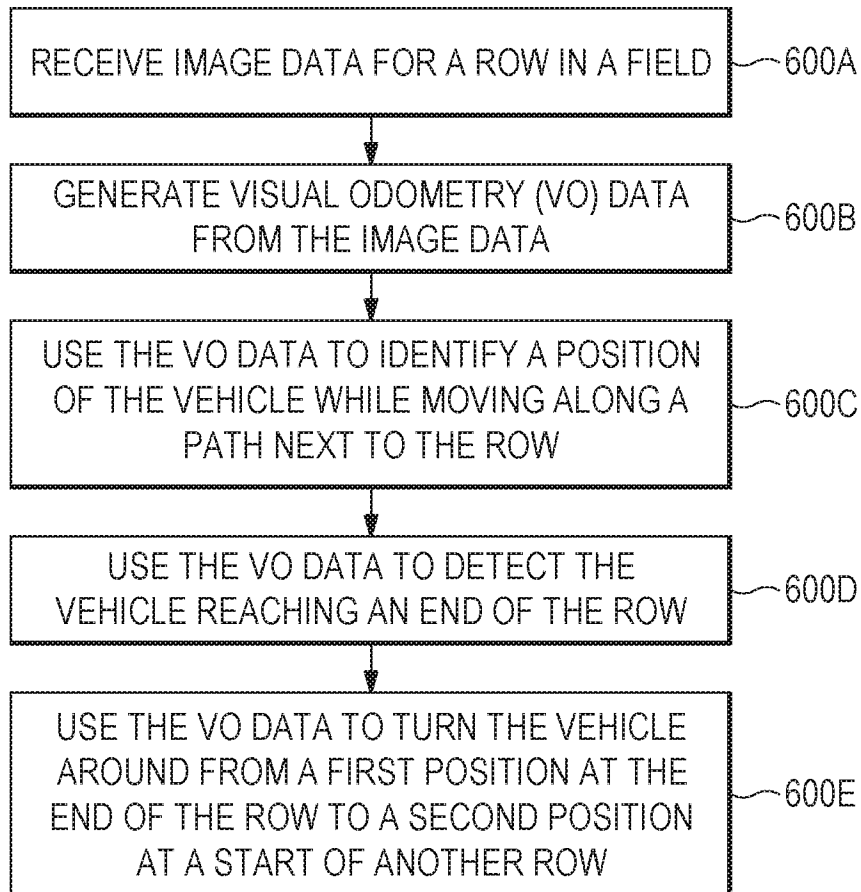 RECEIVE IMAGE DATA FOR A ROW IN A FIELD
600A
GENERATE VISUAL ODOMETRY (VO) DATA
FROM THE IMAGE DATA
600B
USE THE VO DATA TO IDENTIFY A POSITION
OF THE VEHICLE WHILE MOVING ALONG A
PATH NEXT TO THE ROW
600C
USE THE VO DATA TO DETECT THE
VEHICLE REACHING AN END OF THE ROW
600D
USE THE VO DATA TO TURN THE VEHICLE
AROUND FROM A FIRST POSITION AT THE
END OF THE ROW TO A SECOND POSITION
AT A START OF ANOTHER ROW
600E